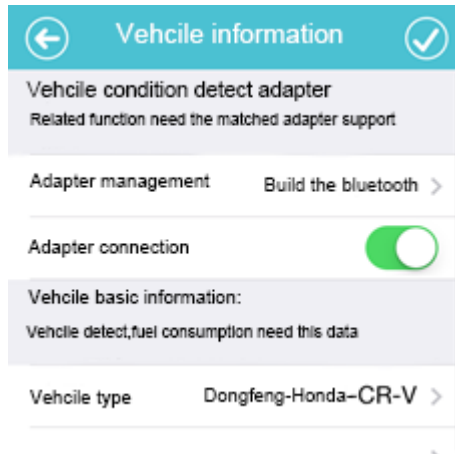 Vehcile information
Vehcile condition detect adapter
Related function need the matched adapter support
Adapter management Build the bluetooth
Adapter connection
Vehcile basic information:
Vehcile detect,fuel consumption need this data
Vehcile type Dongfeng-Honda-CR-V